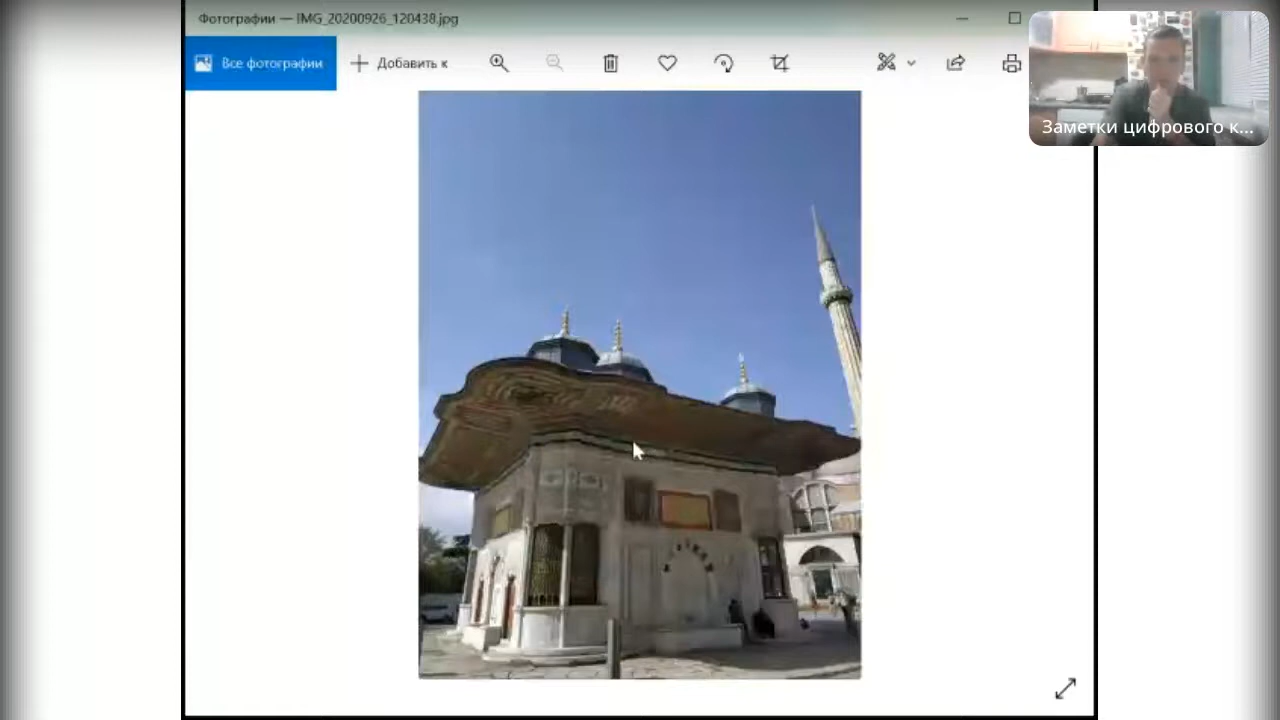 Фотографии — IMG_20200926_120438.jpg
Все фотографии
Добавить к
Заметки цифрового к...